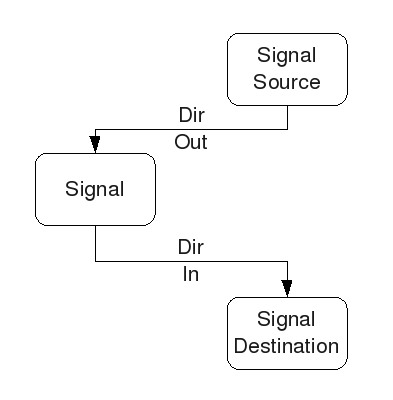 Signal
Source
Dir
Out
Signal
Dir
In
Signal
Destination